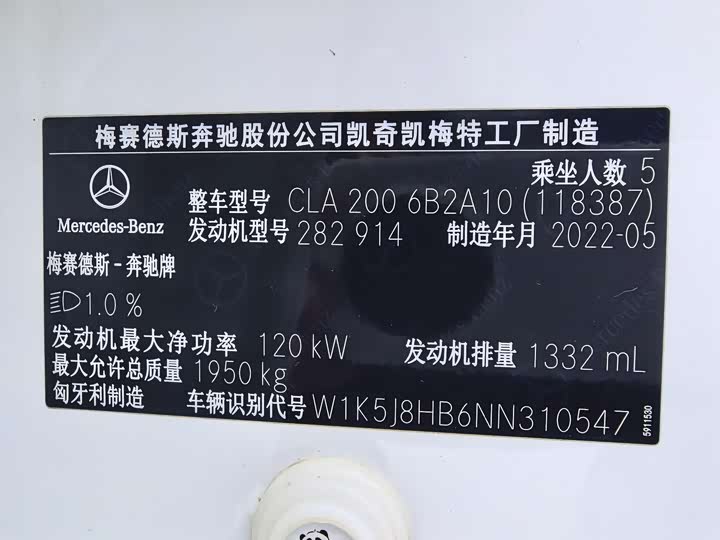 梅赛德斯奔驰股份公司凯奇凯梅特工厂制造
乘坐人数 5
整车型号 CLA 200 6B2A10 (118387)
Mercedes-Benz
发动机型号 282 914 制造年月 2022-05
梅赛德斯-奔驰牌
1.0 %
发动机最大净功率 120 kW 发动机排量 1332 mL
最大允许总质量 1950 kg
匈牙利制造 车辆识别代号 W1K5J8HB6NN310547
5911530